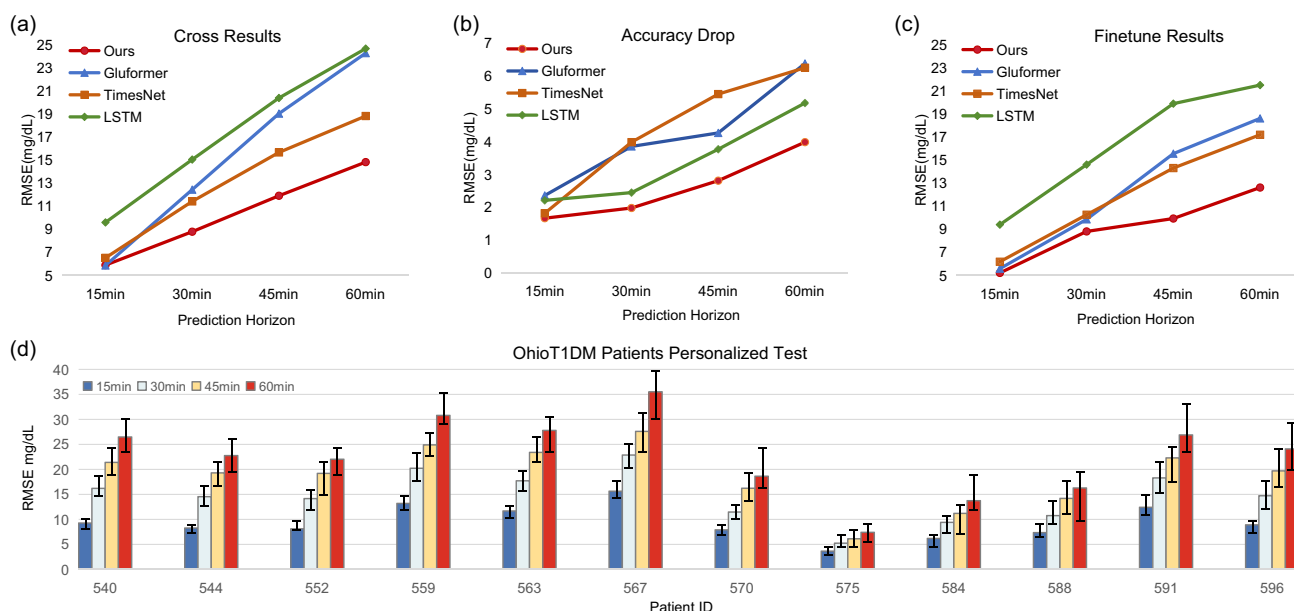 (a)
Cross Results
RMSE(mg/dL)
25
23
21
19
17
15
13
11
9
7
5
Ours
Gluformer
TimesNet
LSTM
15min 30min 45min 60min
Prediction Horizon
(b)
Accuracy Drop
RMSE(mg/dL)
7
6
5
4
3
2
1
0
Ours
Gluformer
TimesNet
LSTM
15min 30min 45min 60min
Prediction Horizon
(c)
Finetune Results
RMSE(mg/dL)
25
23
21
19
17
15
13
11
9
7
5
Ours
Gluformer
TimesNet
LSTM
15min 30min 45min 60min
Prediction Horizon
(d)
OhioT1DM Patients Personalized Test
RMSE mg/dL
40
35
30
25
20
15
10
5
0
15min 30min 45min 60min
540 544 552 559 563 567 570 575 584 588 591 596
Patient ID